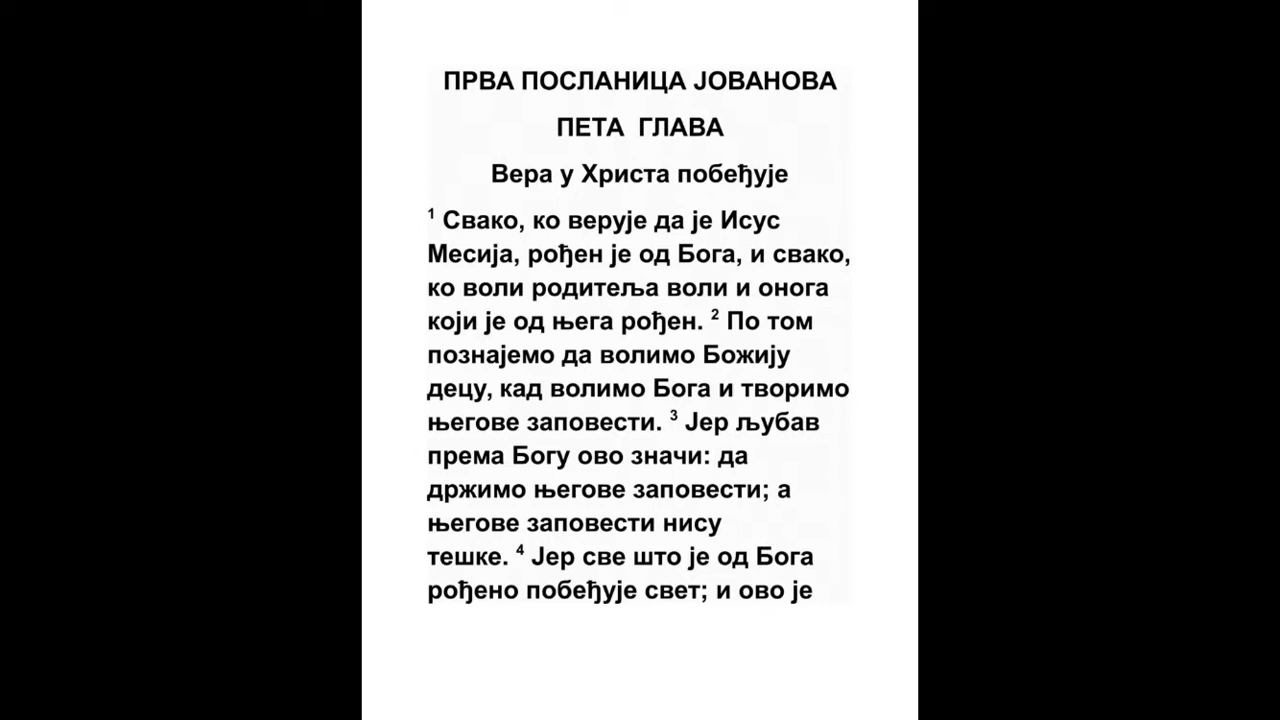 ПРВА ПОСЛАНИЦА ЈОВАНОВА
ПЕТА ГЛАВА
Вера у Христа побеђује
¹ Свако, ко верује да је Исус
Месија, рођен је од Бога, и свако,
ко воли родитеља воли и онога
који је од њега рођен. ² По том
познајемо да волимо Божију
децу, кад волимо Бога и творимо
његове заповести. ³ Јер љубав
према Богу ово значи: да
држимо његове заповести; а
његове заповести нису
тешке. ⁴ Јер све што је од Бога
рођено побеђује свет; и ово је